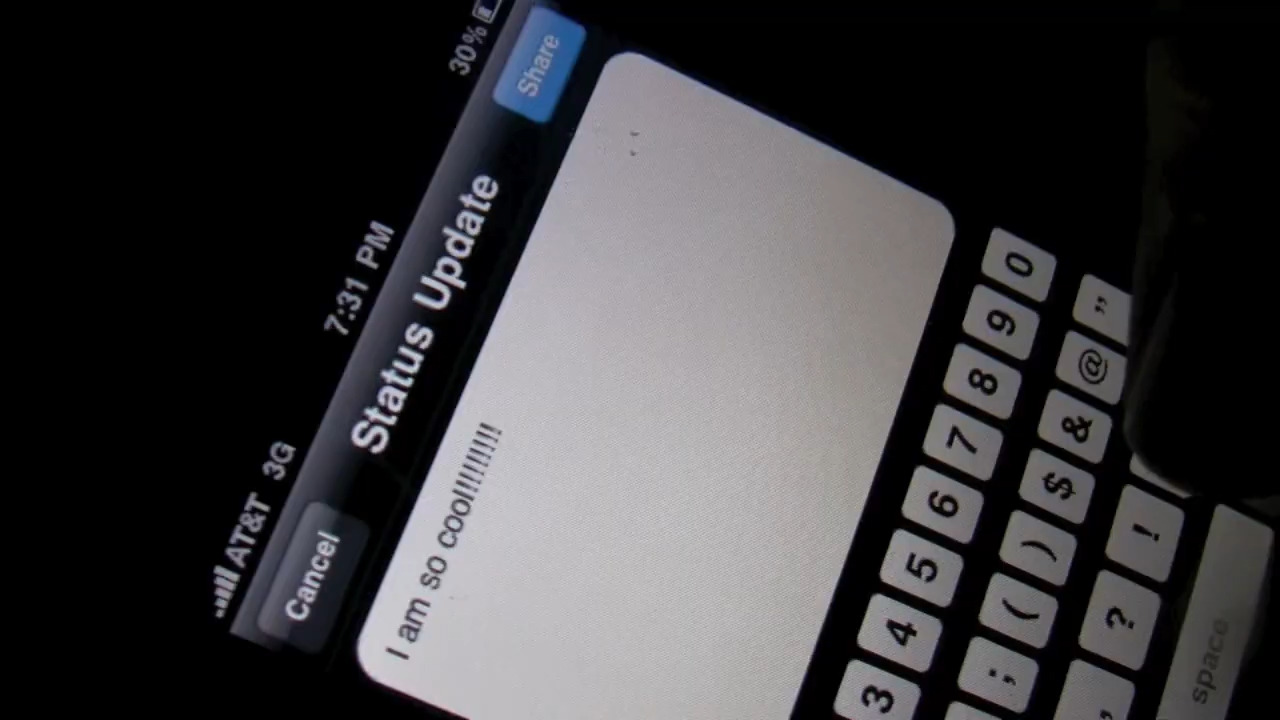 AT&T 3G 7:31 PM 30%
Cancel Status Update Share
I am so cool!!!!!!!!!
3 4 5 6 7 8 9 0
; ( ) $ & @ ”
, ? !
space